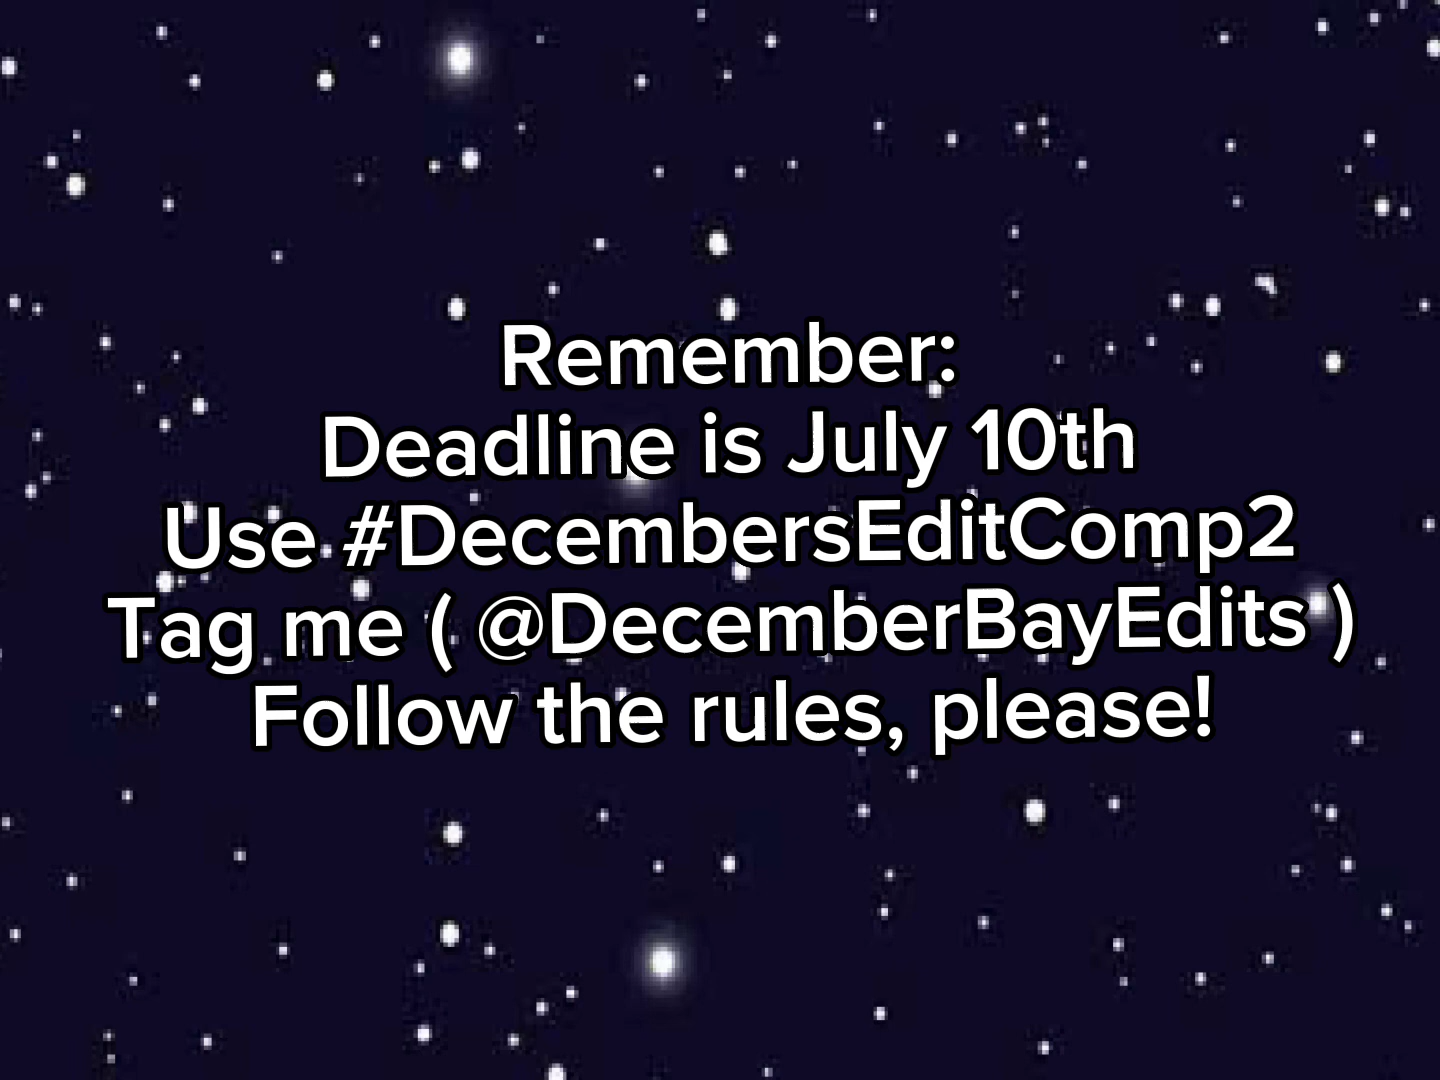 Remember:
Deadline is July 10th
Use #DecembersEditComp2
Tag me ( @DecemberBayEdits )
Follow the rules, please!